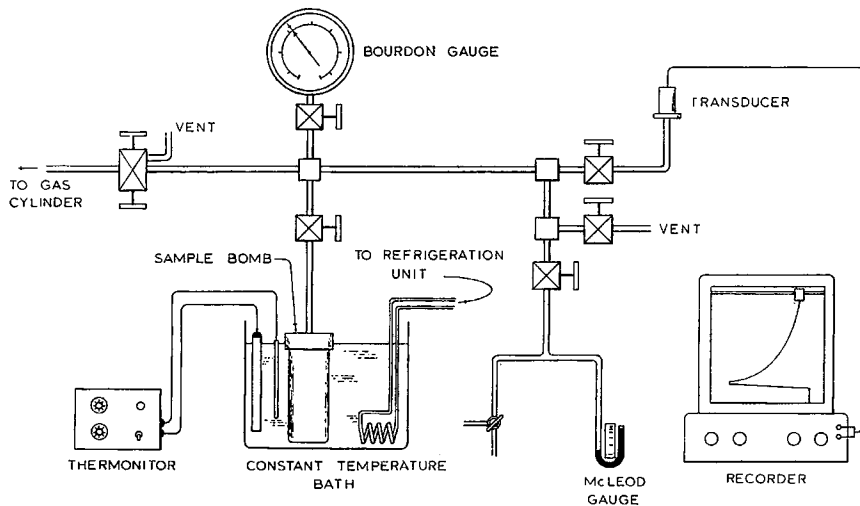 BOURDON GAUGE
TRANSDUCER
VENT
TO GAS
CYLINDER
VENT
TO REFRIGERATION
UNIT
SAMPLE BOMB
THERMONITOR
CONSTANT TEMPERATURE
BATH
McLEOD
GAUGE
RECORDER